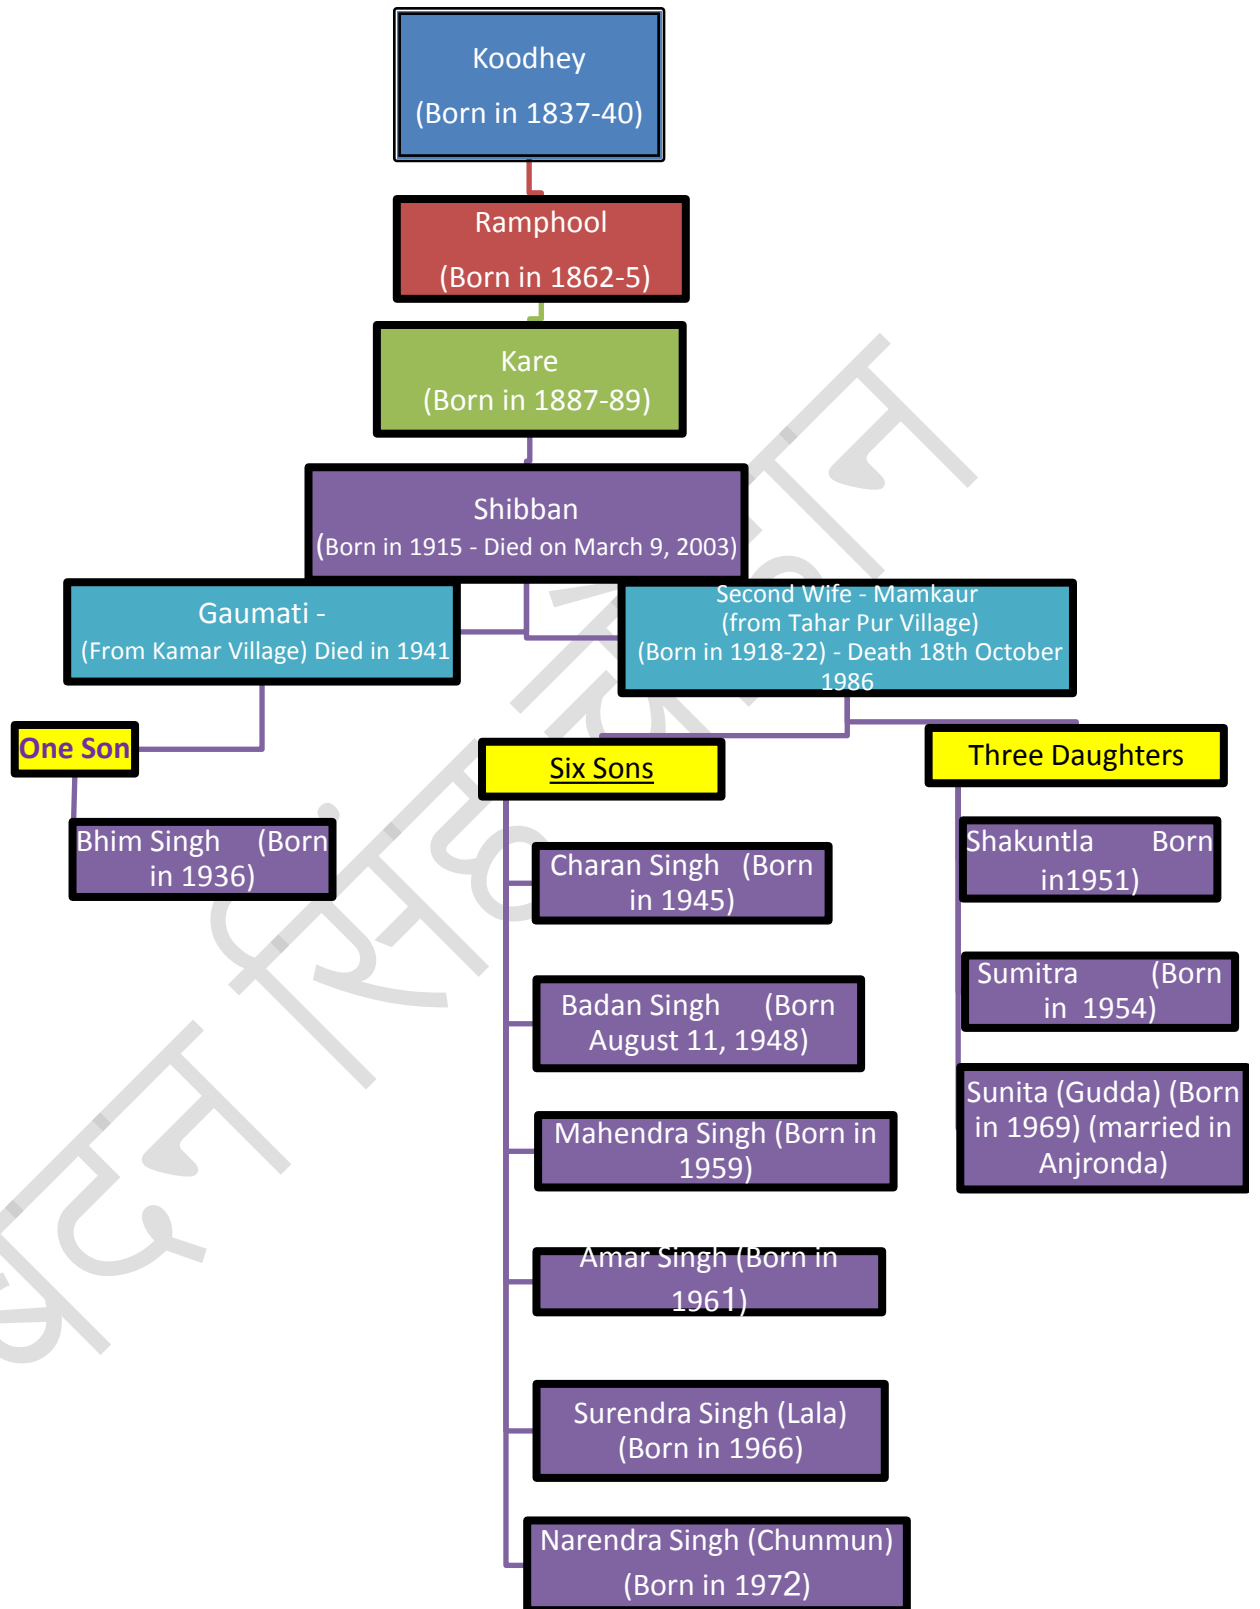 Koodhey
(Born in 1837-40)
Ramphool
(Born in 1862-5)
Kare
(Born in 1887-89)
Shibban
(Born in 1915 - Died on March 9, 2003)
Gaumati -
(From Kamar Village) Died in 1941
Second Wife - Mamkaur
(from Tahar Pur Village)
(Born in 1918-22) - Death 18th October
1986
One Son
Bhim Singh (Born
in 1936)
Six Sons
Charan Singh (Born
in 1945)
Badan Singh (Born
August 11, 1948)
Mahendra Singh (Born in
1959)
Amar Singh (Born in
1961)
Surendra Singh (Lala)
(Born in 1966)
Narendra Singh (Chunmun)
(Born in 1972)
Three Daughters
Shakuntla Born
in1951)
Sumitra (Born
in 1954)
Sunita (Gudda) (Born
in 1969) (married in
Anjronda)
सिंह